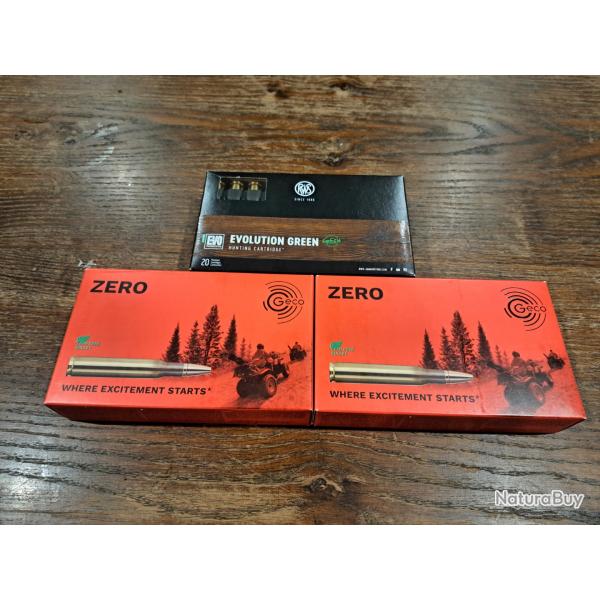 RWS
SINCE 1886
EVO
EVOLUTION GREEN
HUNTING CARTRIDGE*
20
ZERO
Geco
WHERE EXCITEMENT STARTS*
ZERO
Geco
WHERE EXCITEMENT STARTS*
NaturaBuy